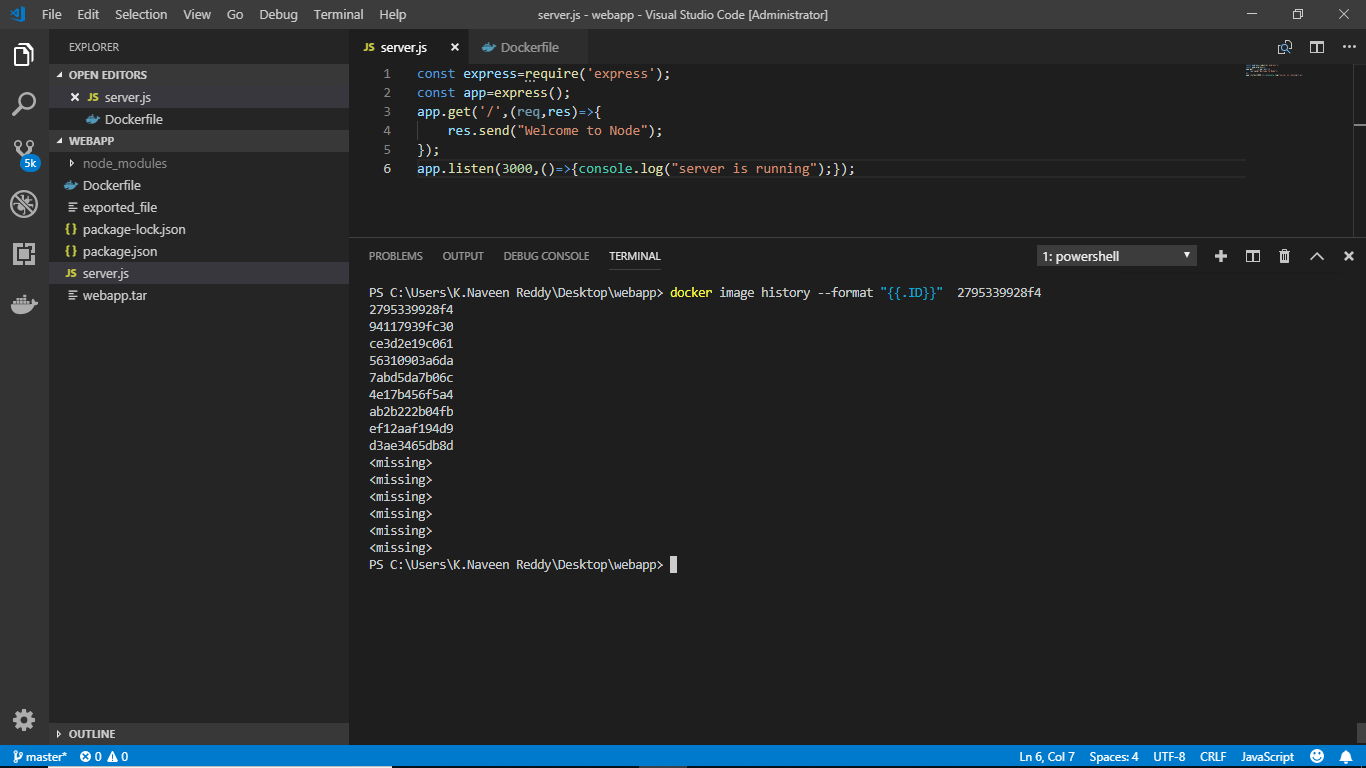 File Edit Selection View Go Debug Terminal Help
server.js - webapp - Visual Studio Code [Administrator]
EXPLORER
OPEN EDITORS
JS server.js
Dockerfile
WEBAPP
node_modules
Dockerfile
exported_file
{} package-lock.json
{} package.json
JS server.js
webapp.tar
OUTLINE
5k
JS server.js
Dockerfile
1 const express=require('express');
2 const app=express();
3 app.get('/',(req,res)=>{
4 res.send("Welcome to Node");
5 });
6 app.listen(3000,()=>{console.log("server is running");});
PROBLEMS OUTPUT DEBUG CONSOLE TERMINAL
1: powershell
PS C:\Users\K.Naveen Reddy\Desktop\webapp> docker image history --format "{{.ID}}" 2795339928f4
2795339928f4
94117939fc30
ce3d2e19c061
56310903a6da
7abd5da7b06c
4e17b456f5a4
ab2b222b04fb
ef12aaf194d9
d3ae3465db8d
<missing>
<missing>
<missing>
<missing>
<missing>
<missing>
PS C:\Users\K.Naveen Reddy\Desktop\webapp>
master* 0 0
Ln 6, Col 7 Spaces: 4 UTF-8 CRLF JavaScript